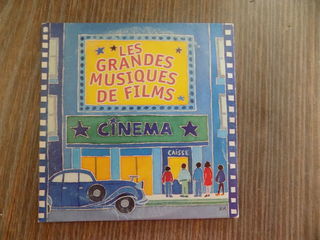 LES
GRANDES
MUSIQUES
DE FILMS
CINEMA
CAISSE